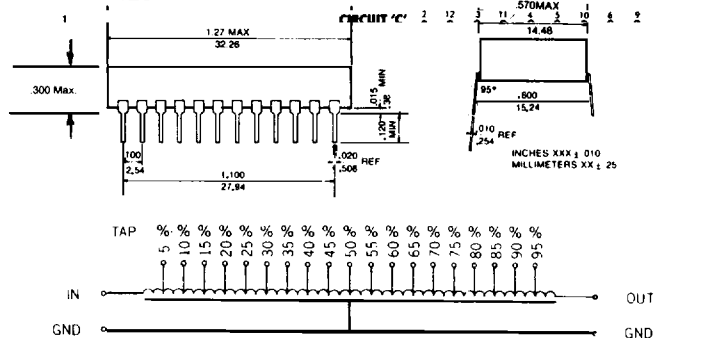 .570MAX
1 CIRCUIT 'C' 2 12 3 11 4 5 10 6 9
1.27 MAX
32.26
14.48
.300 Max.
.015 MIN
.38
.120 MIN
95°
.600
15.24
.100
2.54
.020 REF
.508
.010 REF
.254
1.100
27.94
INCHES XXX ± 010
MILLIMETERS XX ± 25
TAP 5% 10% 15% 20% 25% 30% 35% 40% 45% 50% 55% 60% 65% 70% 75% 80% 85% 90% 95%
IN OUT
GND GND